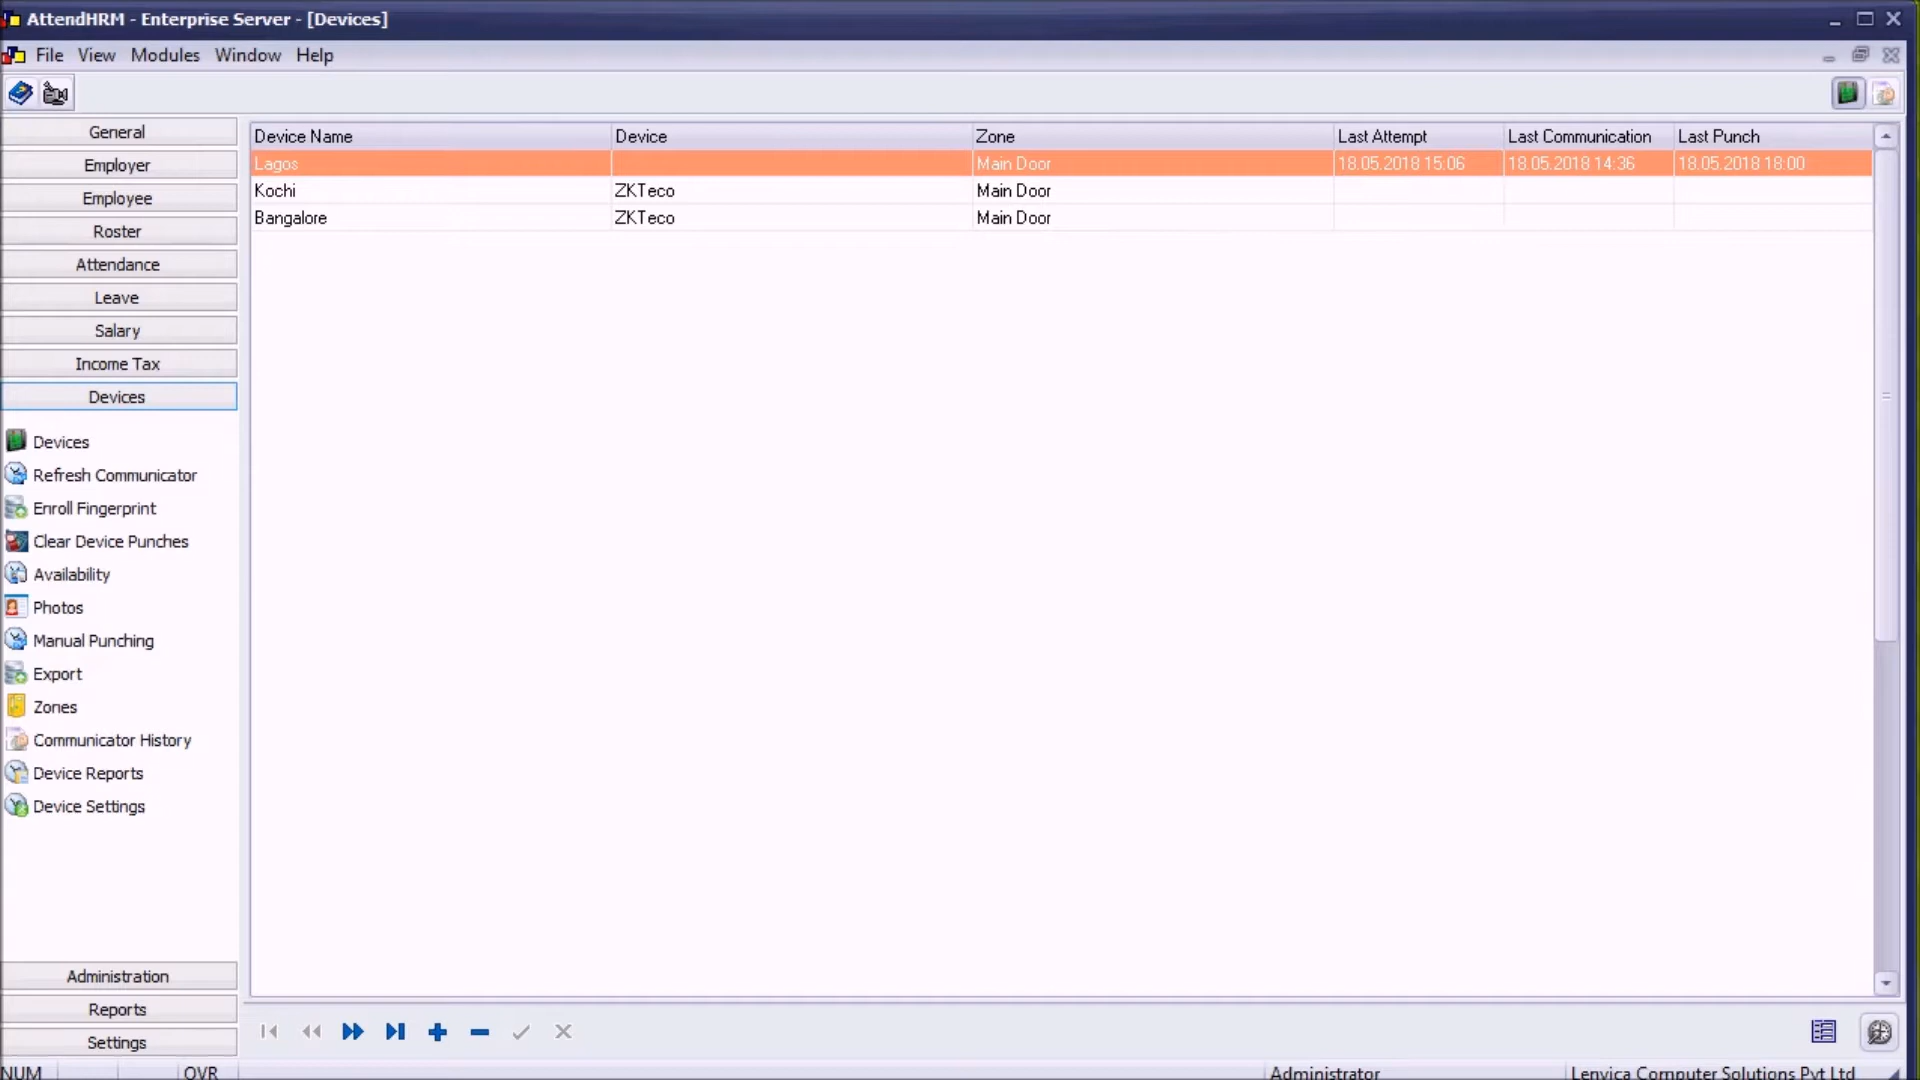 AttendHRM - Enterprise Server - [Devices]
File View Modules Window Help
General
Employer
Employee
Roster
Attendance
Leave
Salary
Income Tax
Devices
Devices
Refresh Communicator
Enroll Fingerprint
Clear Device Punches
Availability
Photos
Manual Punching
Export
Zones
Communicator History
Device Reports
Device Settings
Administration
Reports
Settings
Device Name Device Zone Last Attempt Last Communication Last Punch
Lagos Main Door 18.05.2018 15:06 18.05.2018 14:36 18.05.2018 18:00
Kochi ZKTeco Main Door
Bangalore ZKTeco Main Door
NUM OVR Administrator Lenvica Computer Solutions Pvt Ltd